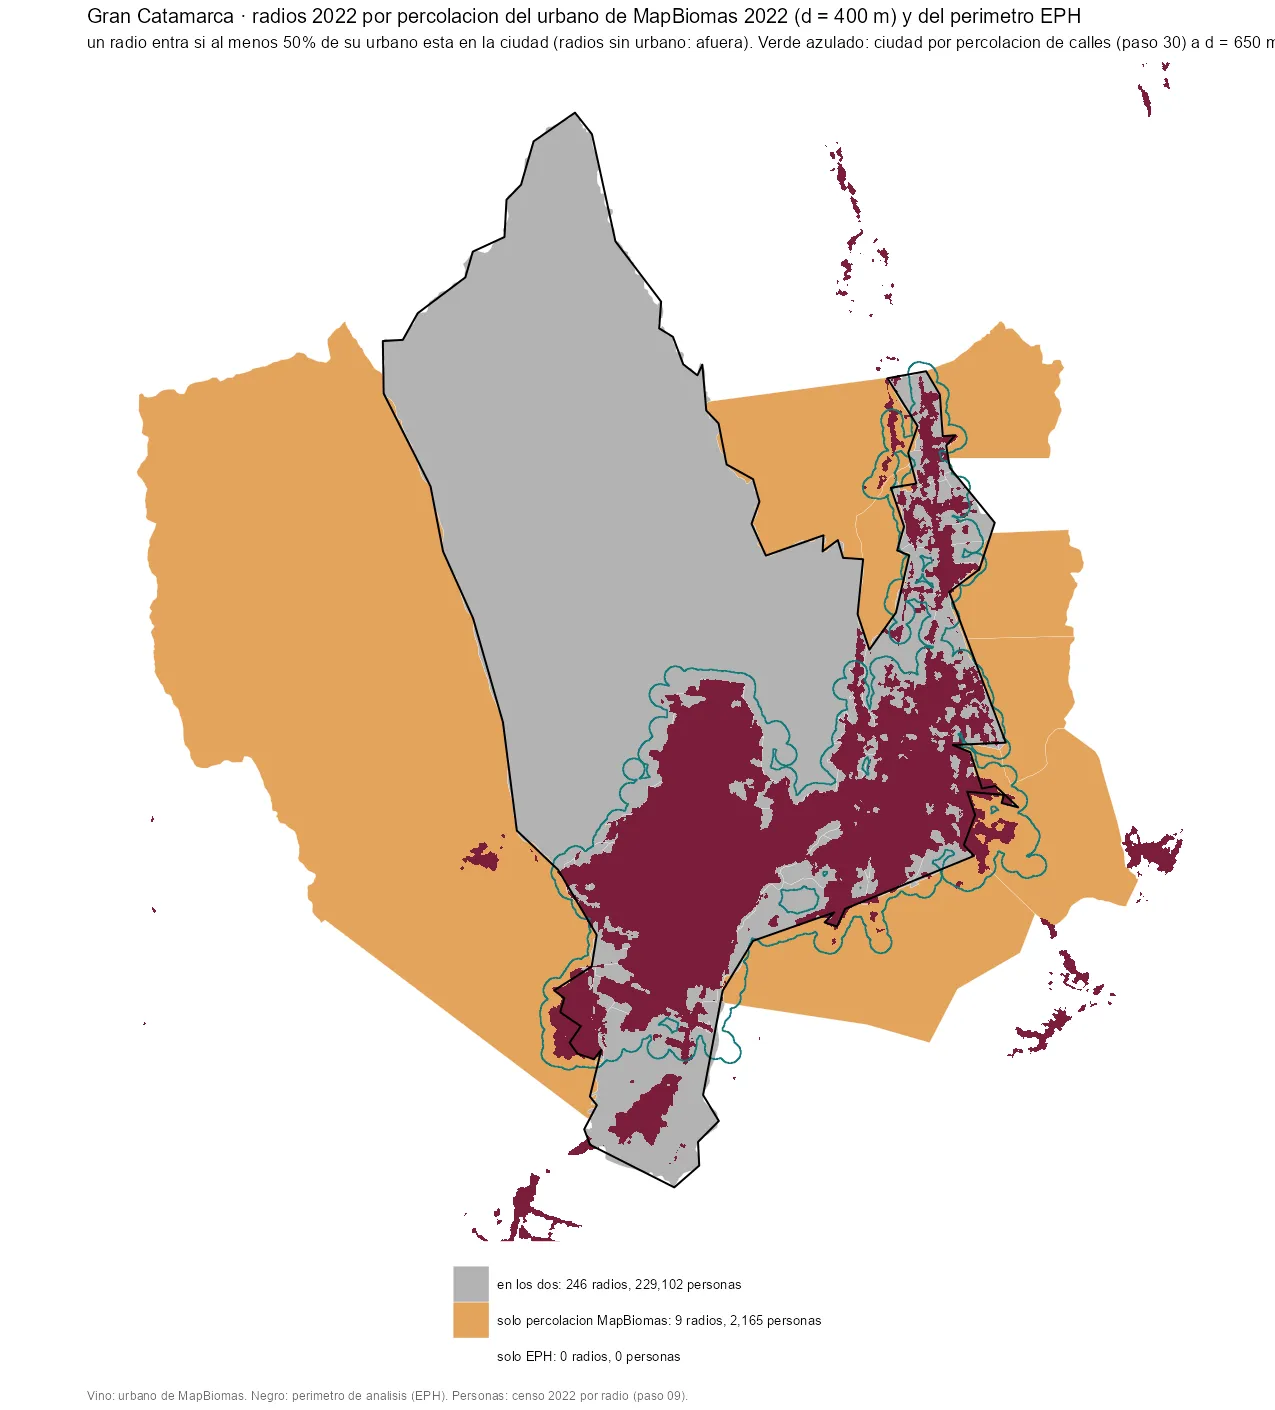 Gran Catamarca · radios 2022 por percolacion del urbano de MapBiomas 2022 (d = 400 m) y del perimetro EPH
un radio entra si al menos 50% de su urbano esta en la ciudad (radios sin urbano: afuera). Verde azulado: ciudad por percolacion de calles (paso 30) a d = 650 m
en los dos: 246 radios, 229,102 personas
solo percolacion MapBiomas: 9 radios, 2,165 personas
solo EPH: 0 radios, 0 personas
Vino: urbano de MapBiomas. Negro: perimetro de analisis (EPH). Personas: censo 2022 por radio (paso 09).